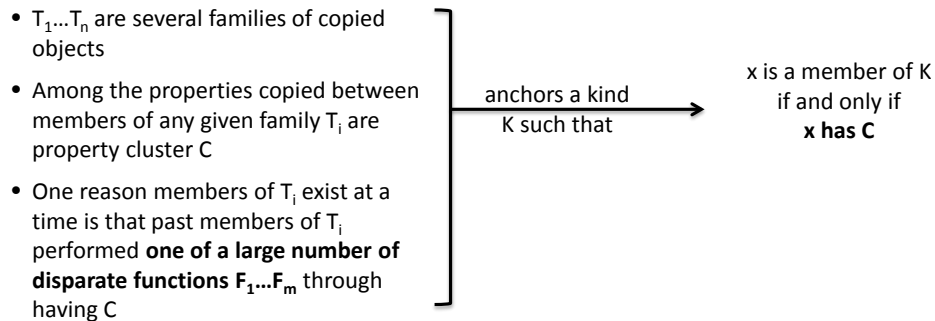 • T₁...Tₙ are several families of copied
objects
• Among the properties copied between
members of any given family Tᵢ are
property cluster C
• One reason members of Tᵢ exist at a
time is that past members of Tᵢ
performed one of a large number of
disparate functions F₁...Fₘ through
having C
anchors a kind
K such that
x is a member of K
if and only if
x has C